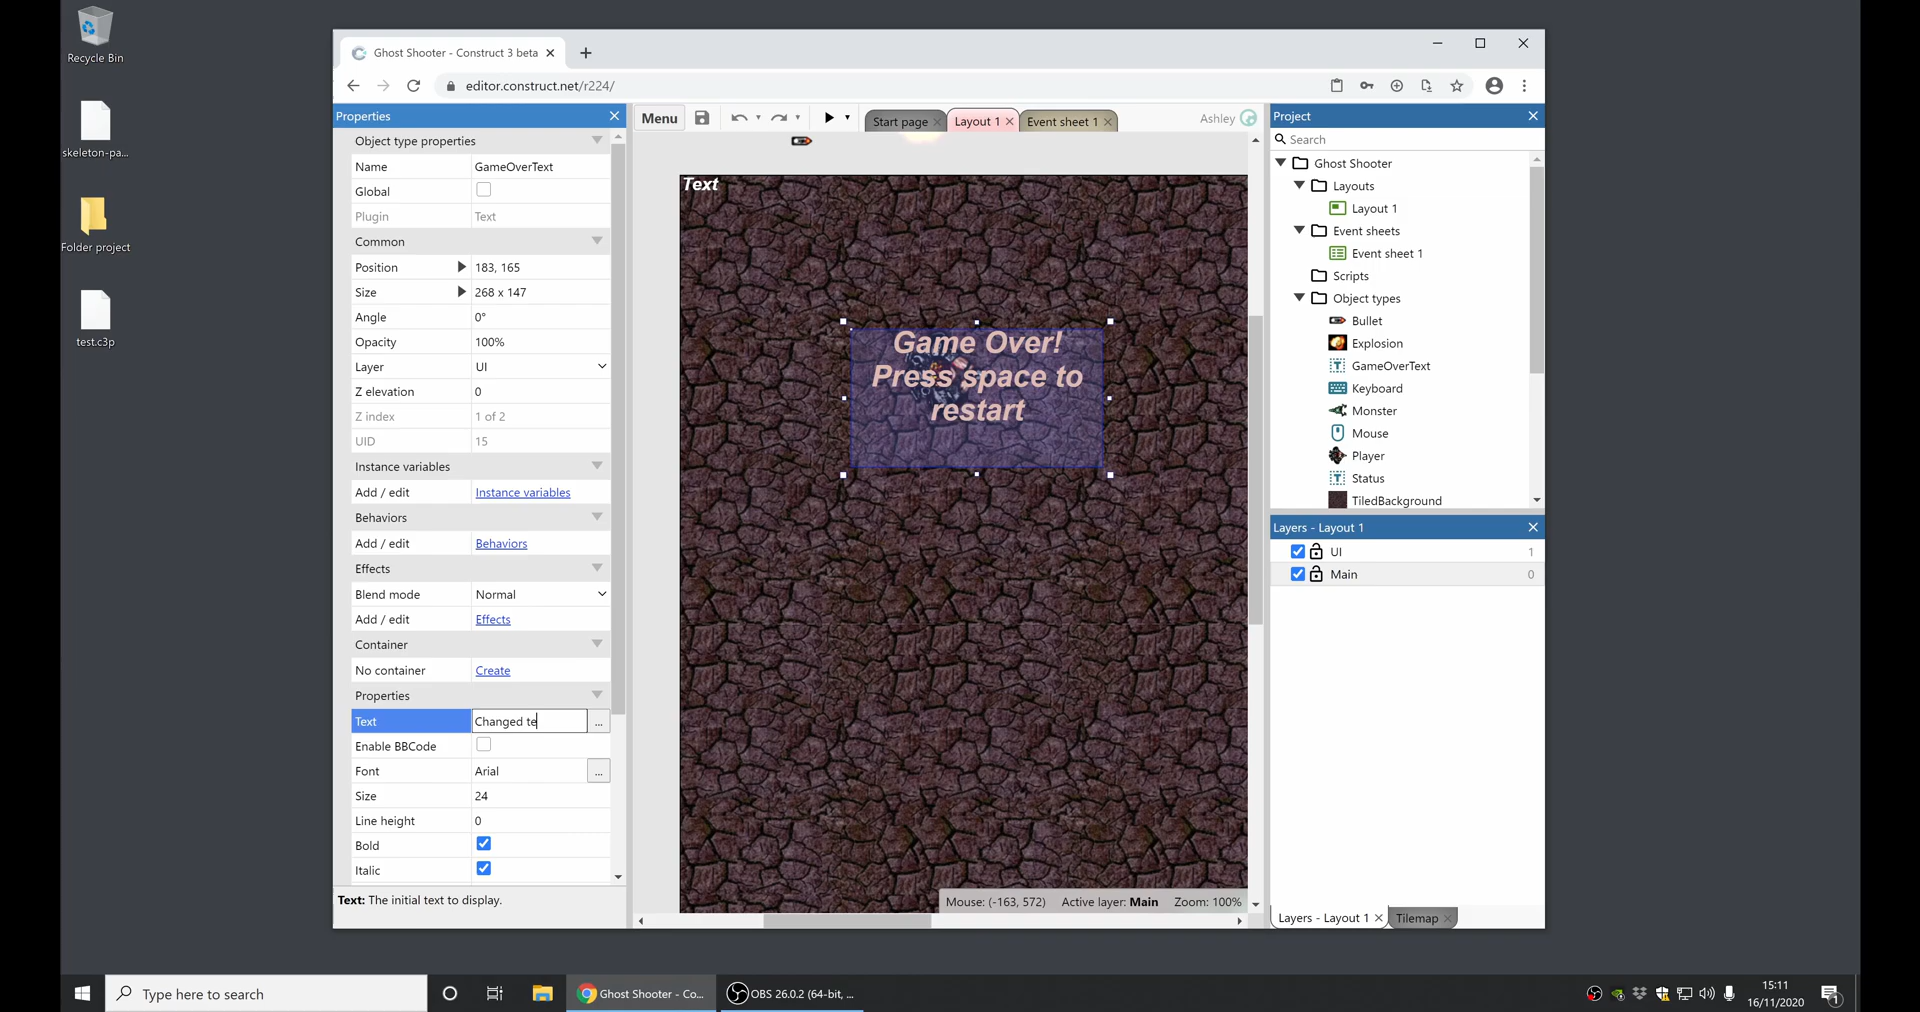 Recycle Bin
skeleton-pa...
Folder project
test.c3p
Ghost Shooter - Construct 3 beta
editor.construct.net/r224/
Properties
Object type properties
Name GameOverText
Global
Plugin Text
Common
Position 183, 165
Size 268 x 147
Angle 0°
Opacity 100%
Layer UI
Z elevation 0
Z index 1 of 2
UID 15
Instance variables
Add / edit Instance variables
Behaviors
Add / edit Behaviors
Effects
Blend mode Normal
Add / edit Effects
Container
No container Create
Properties
Text Changed te ...
Enable BBCode
Font Arial ...
Size 24
Line height 0
Bold
Italic
Text: The initial text to display.
Menu
Start page
Layout 1
Event sheet 1
Ashley
Text
Game Over!
Press space to
restart
Mouse: (-163, 572) Active layer: Main Zoom: 100%
Project
Search
Ghost Shooter
Layouts
Layout 1
Event sheets
Event sheet 1
Scripts
Object types
Bullet
Explosion
GameOverText
Keyboard
Monster
Mouse
Player
Status
TiledBackground
Layers - Layout 1
UI 1
Main 0
Layers - Layout 1
Tilemap
Type here to search
Ghost Shooter - Co...
OBS 26.0.2 (64-bit, ...
15:11
16/11/2020
1